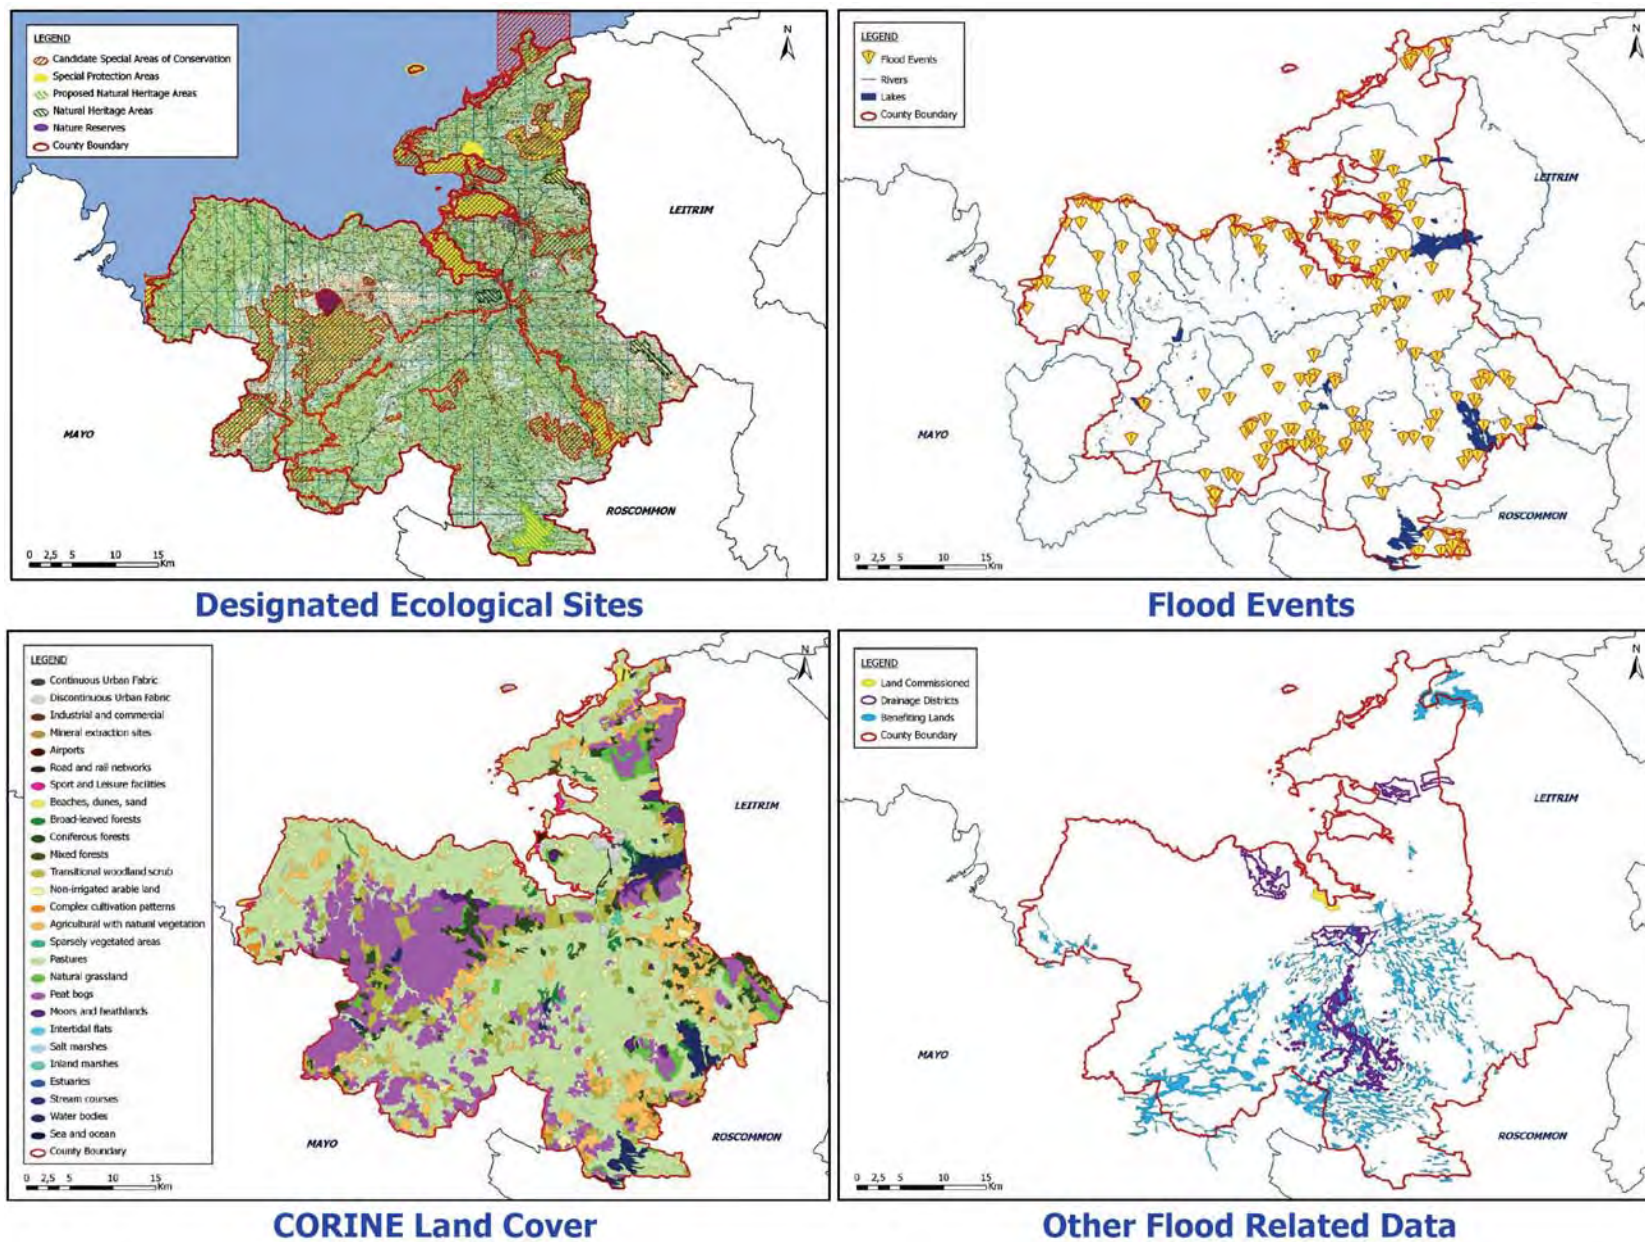 LEGEND
Candidate Special Areas of Conservation
Special Protection Areas
Proposed Natural Heritage Areas
Natural Heritage Areas
Nature Reserves
County Boundary
N
LEITRIM
MAYO
ROSCOMMON
0 2,5 5 10 15
Km
Designated Ecological Sites
LEGEND
Flood Events
Rivers
Lakes
County Boundary
N
LEITRIM
MAYO
ROSCOMMON
0 2,5 5 10 15
Km
Flood Events
LEGEND
Continuous Urban Fabric
Discontinuous Urban Fabric
Industrial and commercial
Mineral extraction sites
Airports
Road and rail networks
Sport and Leisure facilities
Beaches, dunes, sand
Broad-leaved forests
Coniferous forests
Mixed forests
Transitional woodland scrub
Non-irrigated arable land
Complex cultivation patterns
Agricultural with natural vegetation
Sparsely vegetated areas
Pastures
Natural grassland
Peat bogs
Moors and heathlands
Intertidal flats
Salt marshes
Inland marshes
Estuaries
Stream courses
Water bodies
Sea and ocean
County Boundary
N
LEITRIM
MAYO
ROSCOMMON
0 2,5 5 10 15
Km
CORINE Land Cover
LEGEND
Land Commissioned
Drainage Districts
Benefiting Lands
County Boundary
N
LEITRIM
MAYO
ROSCOMMON
0 2,5 5 10 15
Km
Other Flood Related Data